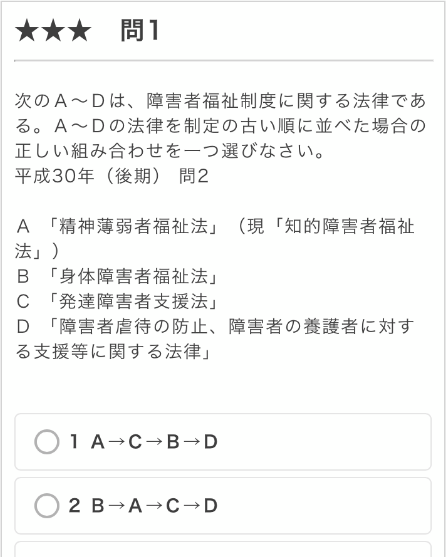 ★★★　問1
次のA～Dは、障害者福祉制度に関する法律であ
る。A～Dの法律を制定の古い順に並べた場合の
正しい組み合わせを一つ選びなさい。
平成30年（後期） 問2
A 「精神薄弱者福祉法」（現「知的障害者福祉
法」）
B 「身体障害者福祉法」
C 「発達障害者支援法」
D 「障害者虐待の防止、障害者の養護者に対す
る支援等に関する法律」
1 A→C→B→D
2 B→A→C→D